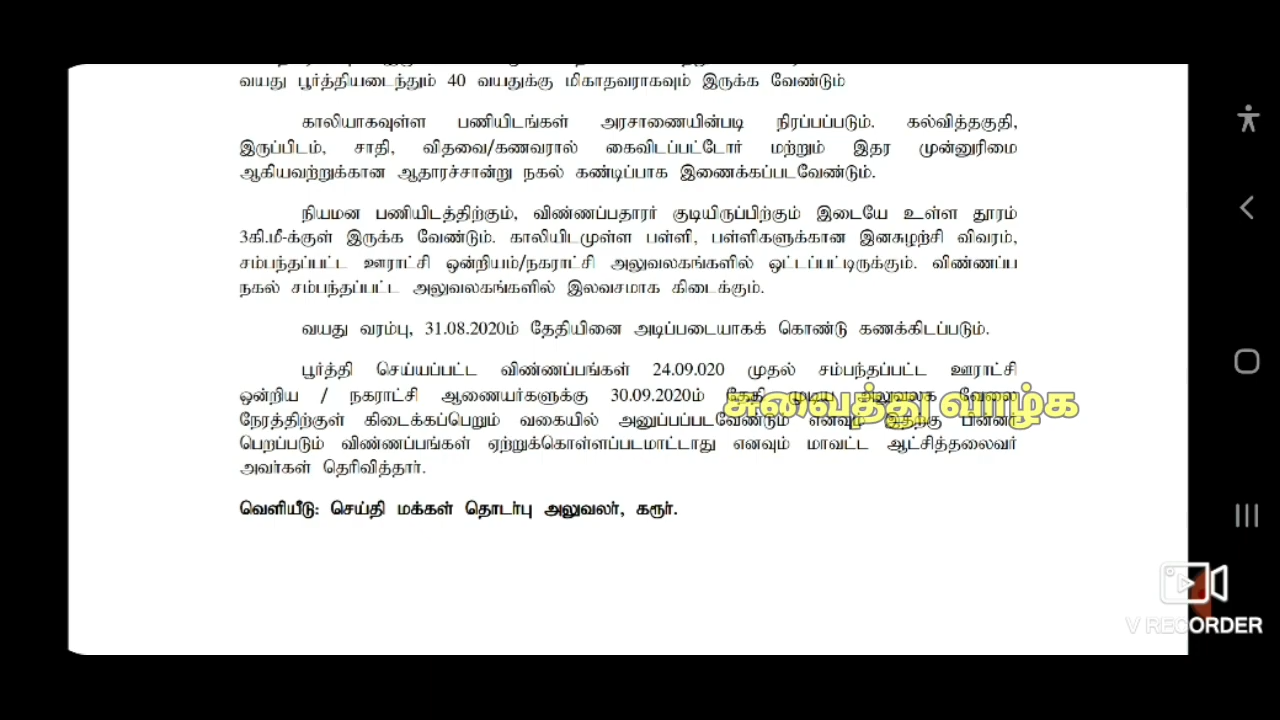 வயது பூர்த்தியடைந்தும் 40 வயதுக்கு மிகாதவராகவும் இருக்க வேண்டும்
காலியாகவுள்ள பணியிடங்கள் அரசாணையின்படி நிரப்பப்படும். கல்வித்தகுதி,
இருப்பிடம், சாதி, விதவை/கணவரால் கைவிடப்பட்டோர் மற்றும் இதர முன்னுரிமை
ஆகியவற்றுக்கான ஆதாரச்சான்று நகல் கண்டிப்பாக இணைக்கப்படவேண்டும்.
நியமன பணியிடத்திற்கும், விண்ணப்பதாரர் குடியிருப்பிற்கும் இடையே உள்ள தூரம்
3கி.மீ-க்குள் இருக்க வேண்டும். காலியிடமுள்ள பள்ளி, பள்ளிகளுக்கான இனசுழற்சி விவரம்,
சம்பந்தப்பட்ட ஊராட்சி ஒன்றியம்/நகராட்சி அலுவலகங்களில் ஒட்டப்பட்டிருக்கும். விண்ணப்ப
நகல் சம்பந்தப்பட்ட அலுவலகங்களில் இலவசமாக கிடைக்கும்.
வயது வரம்பு, 31.08.2020ம் தேதியினை அடிப்படையாகக் கொண்டு கணக்கிடப்படும்.
பூர்த்தி செய்யப்பட்ட விண்ணப்பங்கள் 24.09.020 முதல் சம்பந்தப்பட்ட ஊராட்சி
ஒன்றிய / நகராட்சி ஆணையர்களுக்கு 30.09.2020ம் தேதி முடிய அலுவலக வேலை
சுவைத்து வாழ்க
நேரத்திற்குள் கிடைக்கப்பெறும் வகையில் அனுப்பப்படவேண்டும் எனவும் இதற்கு பின்னர்
பெறப்படும் விண்ணப்பங்கள் ஏற்றுக்கொள்ளப்படமாட்டாது எனவும் மாவட்ட ஆட்சித்தலைவர்
அவர்கள் தெரிவித்தார்.
வெளியீடு: செய்தி மக்கள் தொடர்பு அலுவலர், கரூர்.
V RECORDER